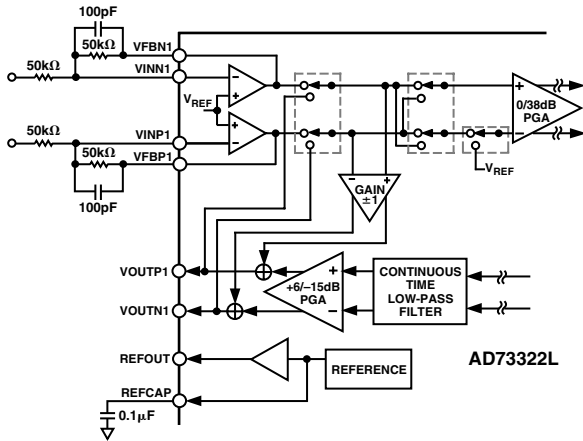 100pF
50kΩ
VFBN1
50kΩ
VINN1
VREF
0/38dB
PGA
50kΩ
VINP1
50kΩ
VFBP1
100pF
VREF
GAIN
±1
VOUTP1
+6/–15dB
PGA
CONTINUOUS
TIME
LOW-PASS
FILTER
VOUTN1
REFOUT
REFERENCE
AD73322L
REFCAP
0.1μF